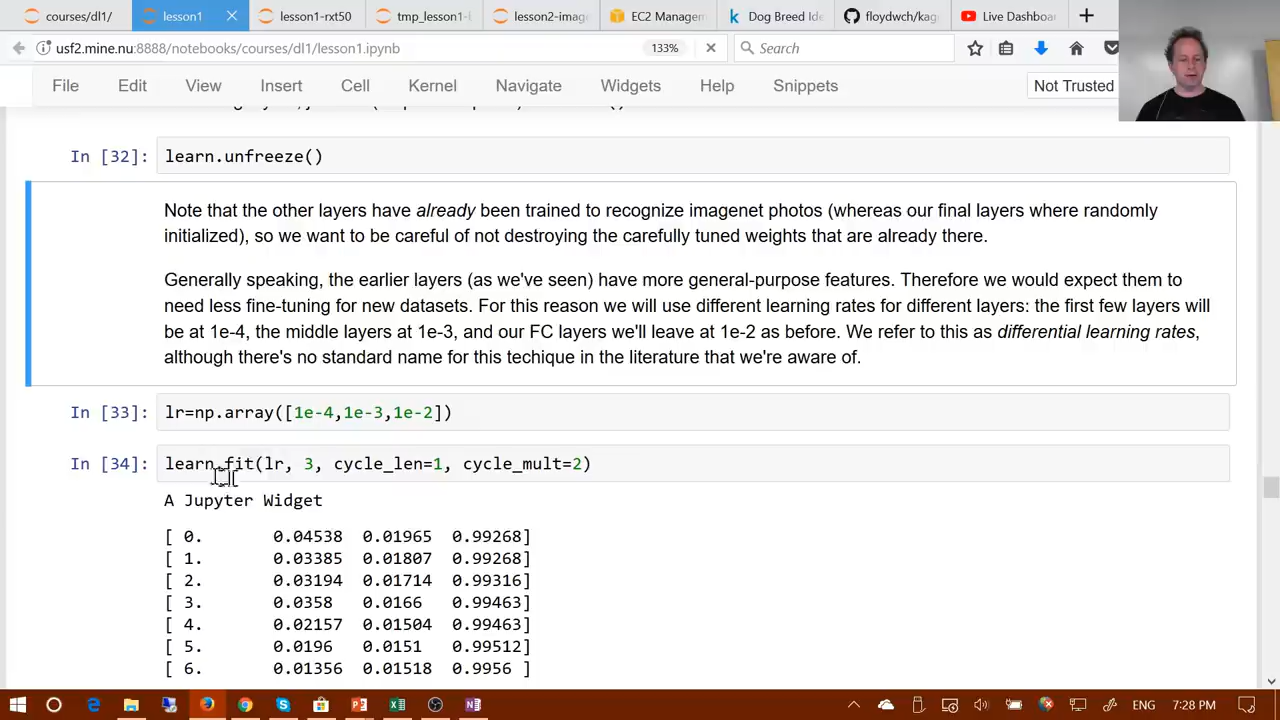 courses/dl1/
lesson1
lesson1-rxt50
tmp_lesson1-
lesson2-imag
EC2 Managem
Dog Breed Id
floydwch/kag
Live Dashboa
usf2.mine.nu:8888/notebooks/courses/dl1/lesson1.ipynb
133%
Search
File Edit View Insert Cell Kernel Navigate Widgets Help Snippets Not Trusted
In [32]: learn.unfreeze()
Note that the other layers have already been trained to recognize imagenet photos (whereas our final layers where randomly
initialized), so we want to be careful of not destroying the carefully tuned weights that are already there.
Generally speaking, the earlier layers (as we've seen) have more general-purpose features. Therefore we would expect them to
need less fine-tuning for new datasets. For this reason we will use different learning rates for different layers: the first few layers will
be at 1e-4, the middle layers at 1e-3, and our FC layers we'll leave at 1e-2 as before. We refer to this as differential learning rates,
although there's no standard name for this techique in the literature that we're aware of.
In [33]: lr=np.array([1e-4,1e-3,1e-2])
In [34]: learn.fit(lr, 3, cycle_len=1, cycle_mult=2)
A Jupyter Widget
[ 0. 0.04538 0.01965 0.99268]
[ 1. 0.03385 0.01807 0.99268]
[ 2. 0.03194 0.01714 0.99316]
[ 3. 0.0358 0.0166 0.99463]
[ 4. 0.02157 0.01504 0.99463]
[ 5. 0.0196 0.0151 0.99512]
[ 6. 0.01356 0.01518 0.9956 ]
ENG 7:28 PM